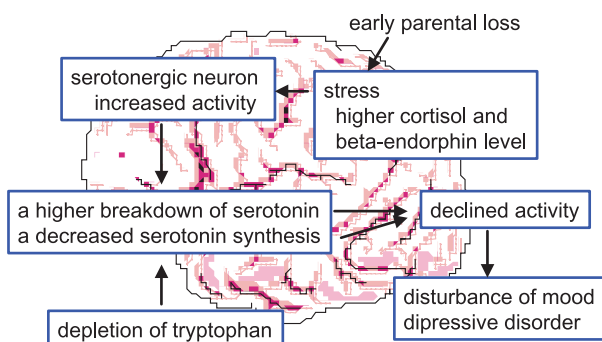 early parental loss
serotonergic neuron
increased activity
stress
higher cortisol and
beta-endorphin level
a higher breakdown of serotonin
a decreased serotonin synthesis
declined activity
depletion of tryptophan
disturbance of mood
dipressive disorder